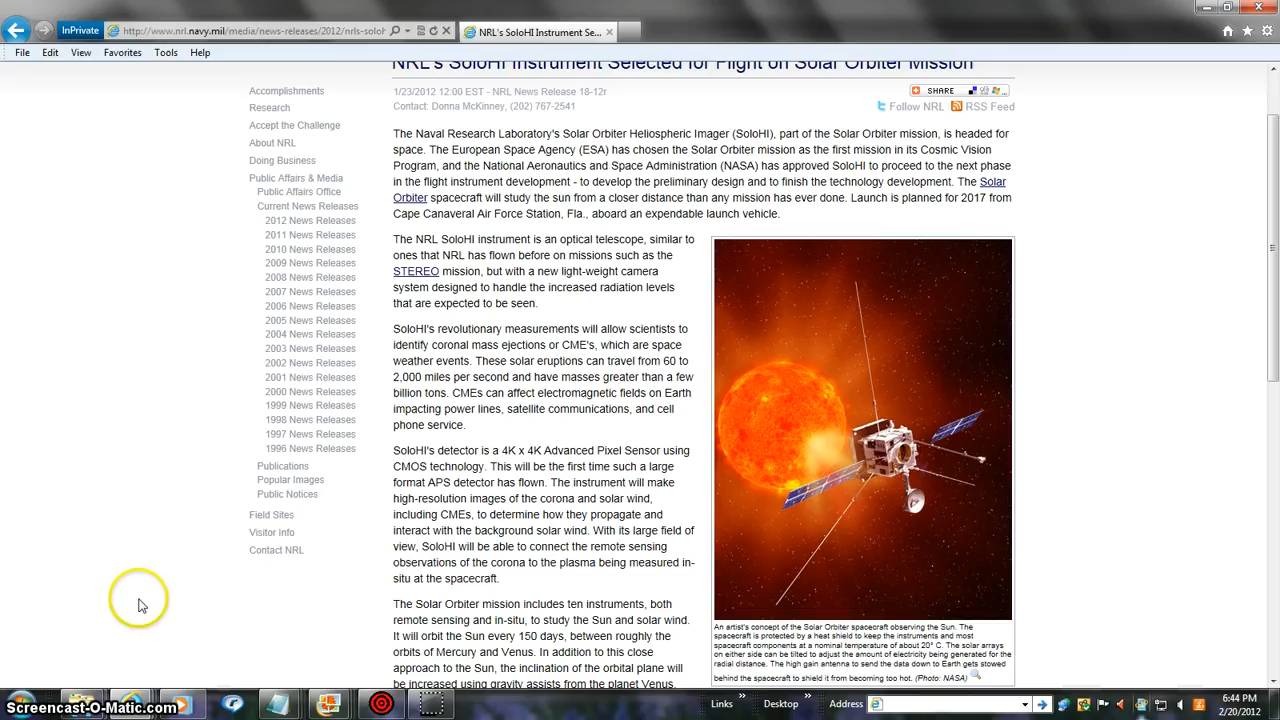 InPrivate
http://www.nrl.navy.mil/media/news-releases/2012/nrls-soloh
NRL's SoloHI Instrument Se...
File Edit View Favorites Tools Help
NRL's SoloHI Instrument Selected for Flight on Solar Orbiter Mission
1/23/2012 12:00 EST - NRL News Release 18-12r
Contact: Donna McKinney, (202) 767-2541
SHARE
Follow NRL RSS Feed
Accomplishments
Research
Accept the Challenge
About NRL
Doing Business
Public Affairs & Media
Public Affairs Office
Current News Releases
2012 News Releases
2011 News Releases
2010 News Releases
2009 News Releases
2008 News Releases
2007 News Releases
2006 News Releases
2005 News Releases
2004 News Releases
2003 News Releases
2002 News Releases
2001 News Releases
2000 News Releases
1999 News Releases
1998 News Releases
1997 News Releases
1996 News Releases
Publications
Popular Images
Public Notices
Field Sites
Visitor Info
Contact NRL
The Naval Research Laboratory's Solar Orbiter Heliospheric Imager (SoloHI), part of the Solar Orbiter mission, is headed for
space. The European Space Agency (ESA) has chosen the Solar Orbiter mission as the first mission in its Cosmic Vision
Program, and the National Aeronautics and Space Administration (NASA) has approved SoloHI to proceed to the next phase
in the flight instrument development - to develop the preliminary design and to finish the technology development. The Solar
Orbiter spacecraft will study the sun from a closer distance than any mission has ever done. Launch is planned for 2017 from
Cape Canaveral Air Force Station, Fla., aboard an expendable launch vehicle.
The NRL SoloHI instrument is an optical telescope, similar to
ones that NRL has flown before on missions such as the
STEREO mission, but with a new light-weight camera
system designed to handle the increased radiation levels
that are expected to be seen.
SoloHI's revolutionary measurements will allow scientists to
identify coronal mass ejections or CME's, which are space
weather events. These solar eruptions can travel from 60 to
2,000 miles per second and have masses greater than a few
billion tons. CMEs can affect electromagnetic fields on Earth
impacting power lines, satellite communications, and cell
phone service.
SoloHI's detector is a 4K x 4K Advanced Pixel Sensor using
CMOS technology. This will be the first time such a large
format APS detector has flown. The instrument will make
high-resolution images of the corona and solar wind,
including CMEs, to determine how they propagate and
interact with the background solar wind. With its large field of
view, SoloHI will be able to connect the remote sensing
observations of the corona to the plasma being measured in-
situ at the spacecraft.
The Solar Orbiter mission includes ten instruments, both
remote sensing and in-situ, to study the Sun and solar wind.
It will orbit the Sun every 150 days, between roughly the
orbits of Mercury and Venus. In addition to this close
approach to the Sun, the inclination of the orbital plane will
be increased using gravity assists from the planet Venus.
An artist's concept of the Solar Orbiter spacecraft observing the Sun. The
spacecraft is protected by a heat shield to keep the instruments and most
spacecraft components at a nominal temperature of about 20° C. The solar arrays
on either side can be tilted to adjust the amount of electricity being generated for the
radial distance. The high gain antenna to send the data down to Earth gets stowed
behind the spacecraft to shield it from becoming too hot. (Photo: NASA)
Links » Desktop » Address
6:44 PM
2/20/2012
Screencast-O-Matic.com